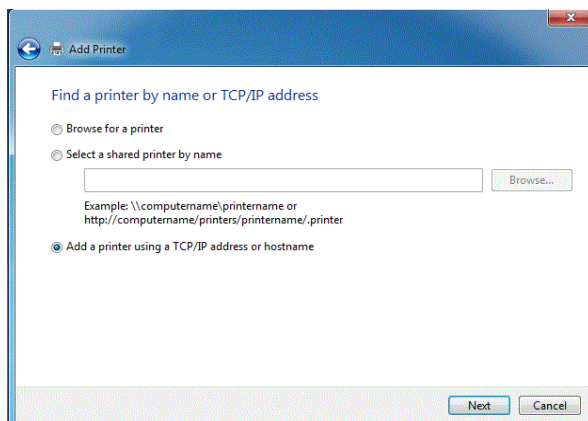 Add Printer
Find a printer by name or TCP/IP address
Browse for a printer
Select a shared printer by name
Browse...
Example: \\computername\printername or
http://computername/printers/printername/.printer
Add a printer using a TCP/IP address or hostname
Next
Cancel